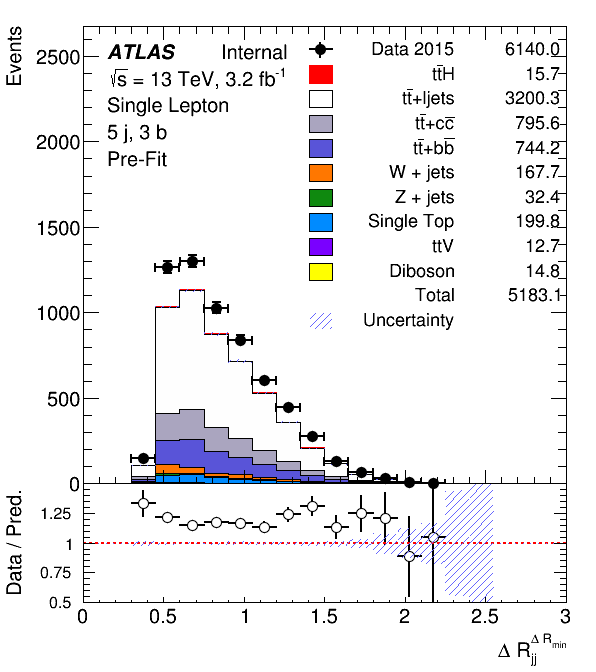 Events
ATLAS Internal
√s = 13 TeV, 3.2 fb⁻¹
Single Lepton
5 j, 3 b
Pre-Fit
Data 2015 6140.0
tt̄H 15.7
tt̄+ljets 3200.3
tt̄+cc̄ 795.6
tt̄+bb̄ 744.2
W + jets 167.7
Z + jets 32.4
Single Top 199.8
ttV 12.7
Diboson 14.8
Total 5183.1
Uncertainty
2500
2000
1500
1000
500
0
Data / Pred.
1.25
1
0.75
0.5
0 0.5 1 1.5 2 2.5 3
Δ R_jj^Δ R_min